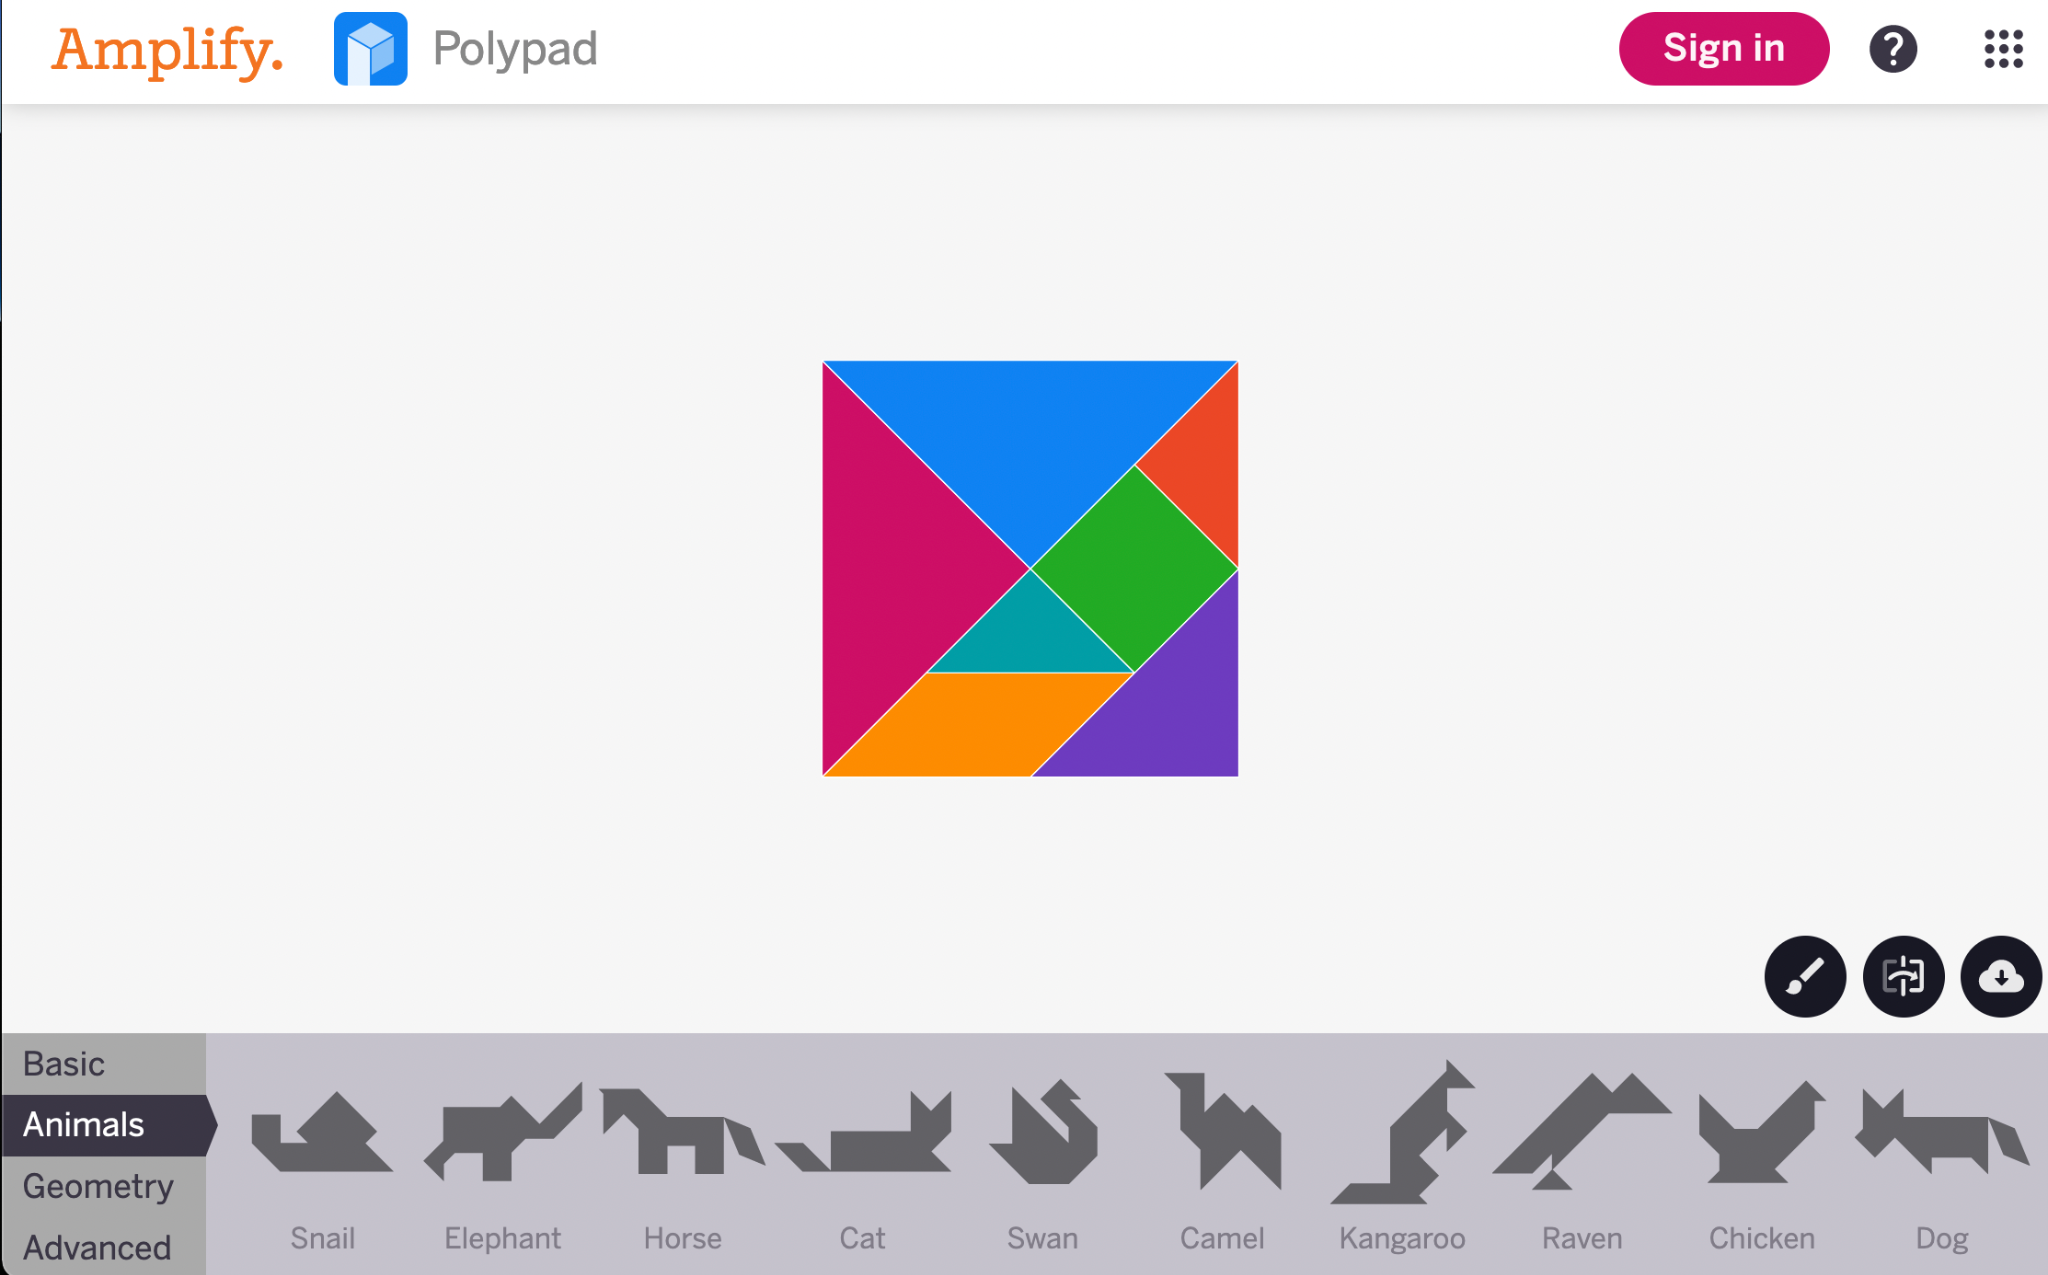 Amplify. Polypad Sign in ?
Basic
Animals
Geometry
Advanced
Snail Elephant Horse Cat Swan Camel Kangaroo Raven Chicken Dog